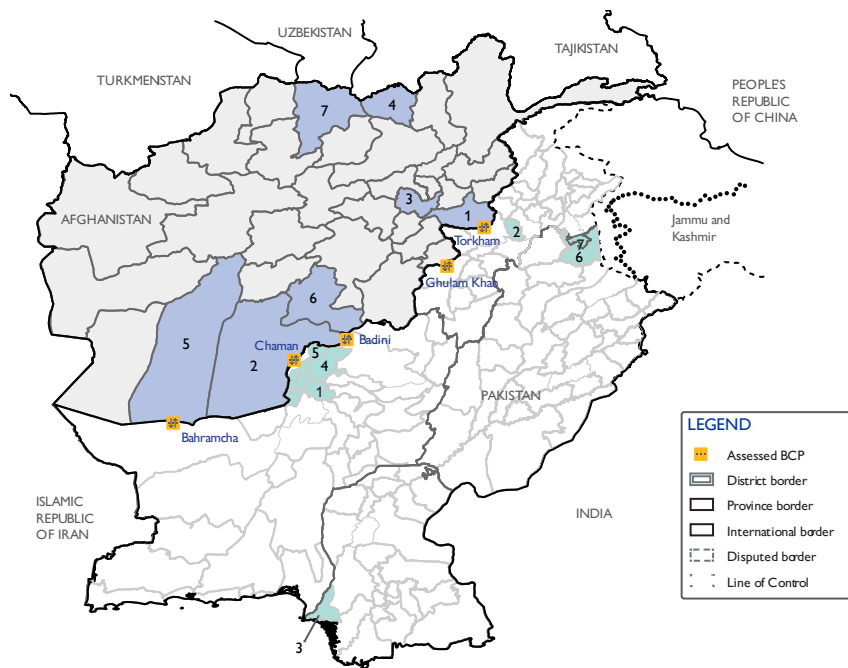 UZBEKISTAN
TAJIKISTAN
TURKMENSTAN
PEOPLE'S
REPUBLIC
OF CHINA
7
4
3
AFGHANISTAN
1
2
Jammu and
Kashmir
Torkham
7
6
Ghulam Khan
6
5
Chaman
Badini
2
5
4
1
PAKISTAN
Bahramcha
LEGEND
Assessed BCP
District border
Province border
International border
Disputed border
Line of Control
ISLAMIC
REPUBLIC
OF IRAN
INDIA
3